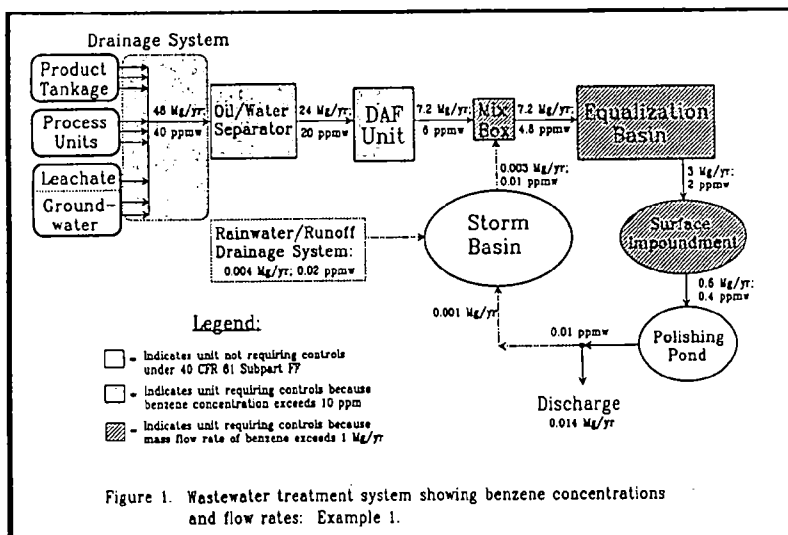 Drainage System
Product
Tankage
Process
Units
Leachate
Ground-
water
48 Mg/yr;
40 ppmw
Oil/Water
Separator
24 Mg/yr;
20 ppmw
DAF
Unit
7.2 Mg/yr;
6 ppmw
Mix
Box
7.2 Mg/yr;
4.8 ppmw
Equalization
Basin
3 Mg/yr;
2 ppmw
Surface
Impoundment
0.6 Mg/yr;
0.4 ppmw
Polishing
Pond
0.01 ppmw
Discharge
0.014 Mg/yr
0.001 Mg/yr
Storm
Basin
0.003 Mg/yr;
0.01 ppmw
Rainwater/Runoff
Drainage System:
0.004 Mg/yr; 0.02 ppmw
Legend:
- Indicates unit not requiring controls
under 40 CFR 61 Subpart FF
- Indicates unit requiring controls because
benzene concentration exceeds 10 ppm
- Indicates unit requiring controls because
mass flow rate of benzene exceeds 1 Mg/yr
Figure 1. Wastewater treatment system showing benzene concentrations
and flow rates: Example 1.